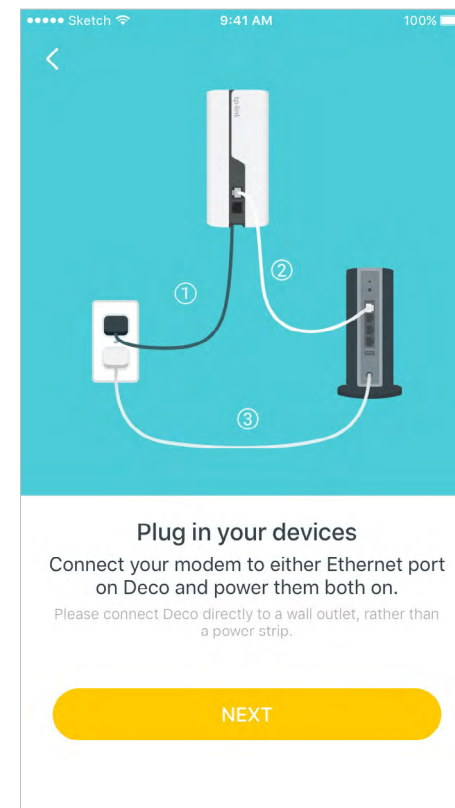 Sketch 9:41 AM 100%
tp-link
①
②
③
Plug in your devices
Connect your modem to either Ethernet port
on Deco and power them both on.
Please connect Deco directly to a wall outlet, rather than
a power strip.
NEXT